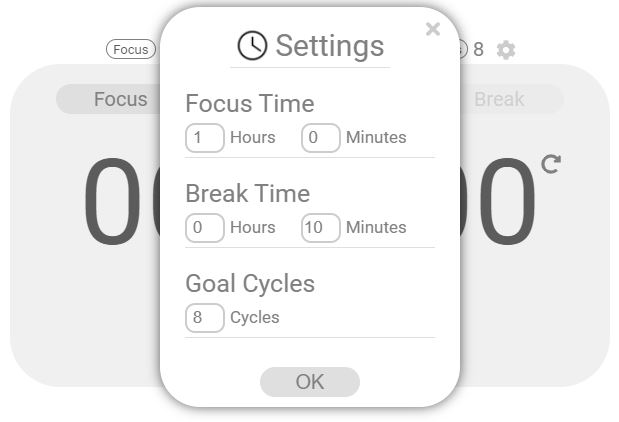 Focus
8
Settings
Focus
Break
Focus Time
1 Hours 0 Minutes
Break Time
0 Hours 10 Minutes
Goal Cycles
8 Cycles
OK